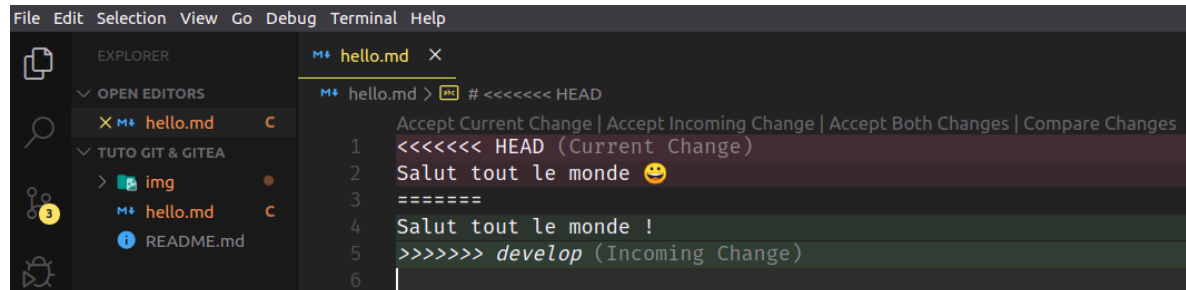 File Edit Selection View Go Debug Terminal Help
EXPLORER
hello.md ×
OPEN EDITORS
hello.md > # <<<<<<< HEAD
× hello.md C
Accept Current Change | Accept Incoming Change | Accept Both Changes | Compare Changes
TUTO GIT & GITEA
1 <<<<<<< HEAD (Current Change)
img
2 Salut tout le monde 😀
3 =======
hello.md C
4 Salut tout le monde !
3
README.md
5 >>>>>>> develop (Incoming Change)
6